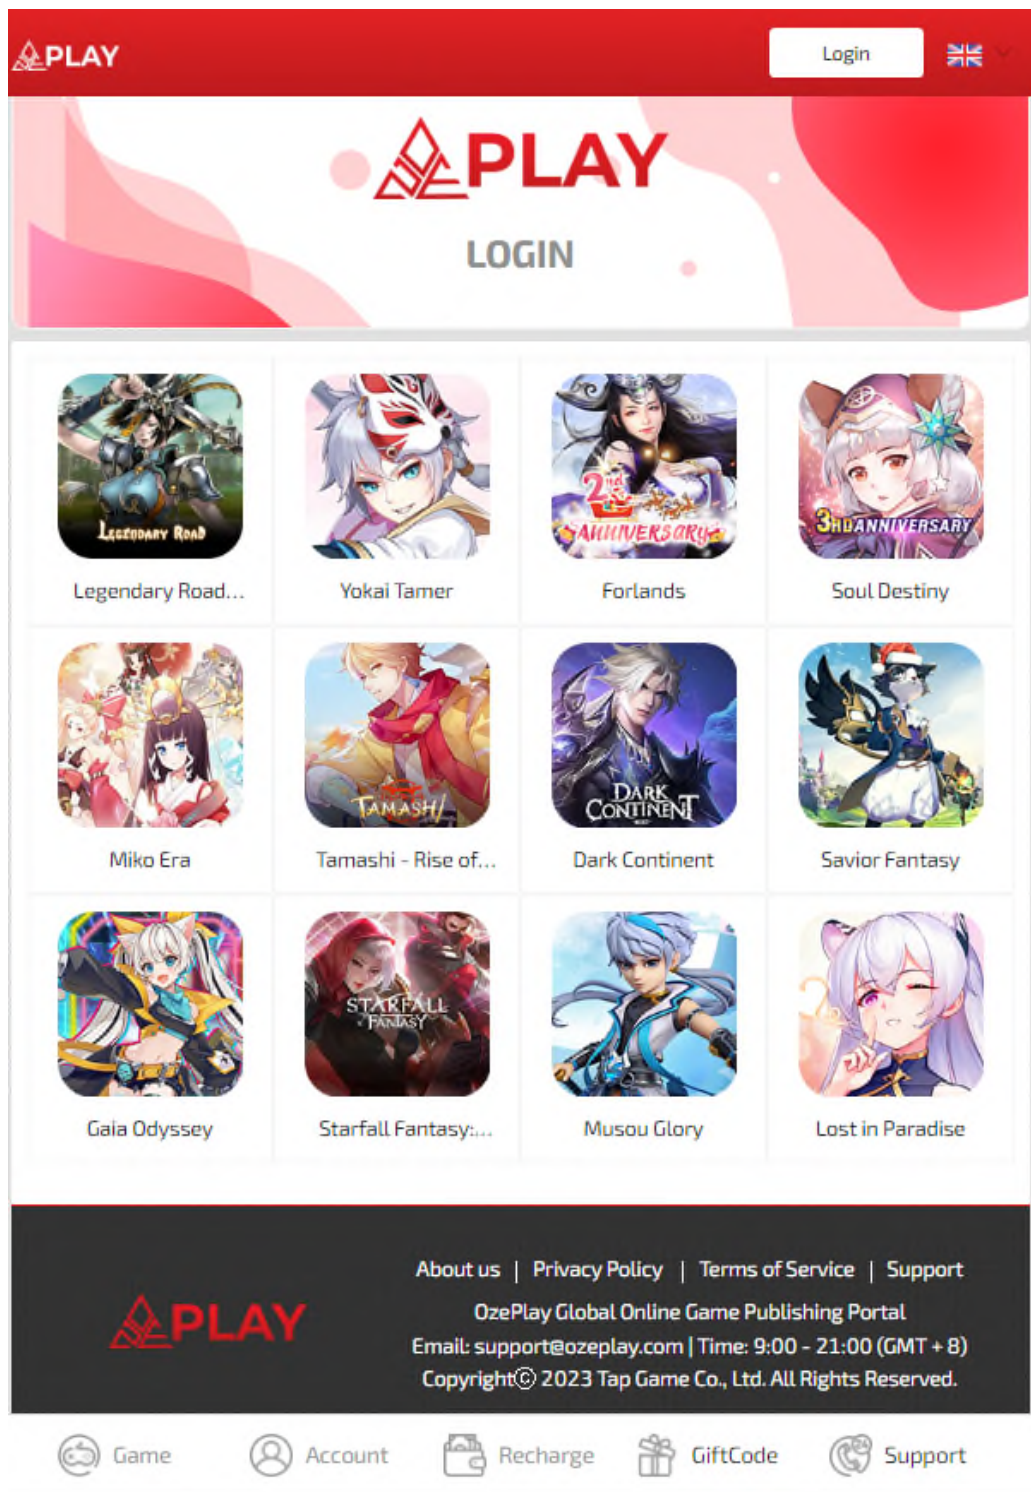 PLAY
Login
PLAY
LOGIN
LEGENDARY ROAD
2nd
ANNIVERSARY
3RD ANNIVERSARY
Legendary Road...
Yokai Tamer
Forlands
Soul Destiny
TAMASHI
DARK
CONTINENT
Miko Era
Tamashi - Rise of...
Dark Continent
Savior Fantasy
STARFALL
FANTASY
Gaia Odyssey
Starfall Fantasy:...
Musou Glory
Lost in Paradise
About us | Privacy Policy | Terms of Service | Support
PLAY
OzePlay Global Online Game Publishing Portal
Email: support@ozeplay.com | Time: 9:00 - 21:00 (GMT + 8)
Copyright© 2023 Tap Game Co., Ltd. All Rights Reserved.
Game
Account
Recharge
GiftCode
24
Support